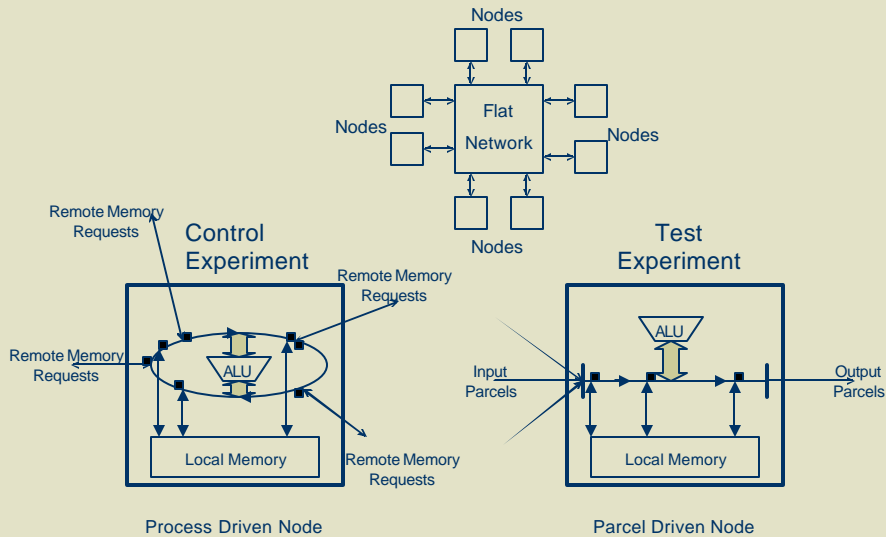 Nodes
Flat
Network
Nodes
Nodes
Nodes
Remote Memory
Requests
Control
Experiment
Remote Memory
Requests
Remote Memory
Requests
ALU
Remote Memory
Requests
Local Memory
Process Driven Node
Test
Experiment
ALU
Input
Parcels
Output
Parcels
Local Memory
Parcel Driven Node